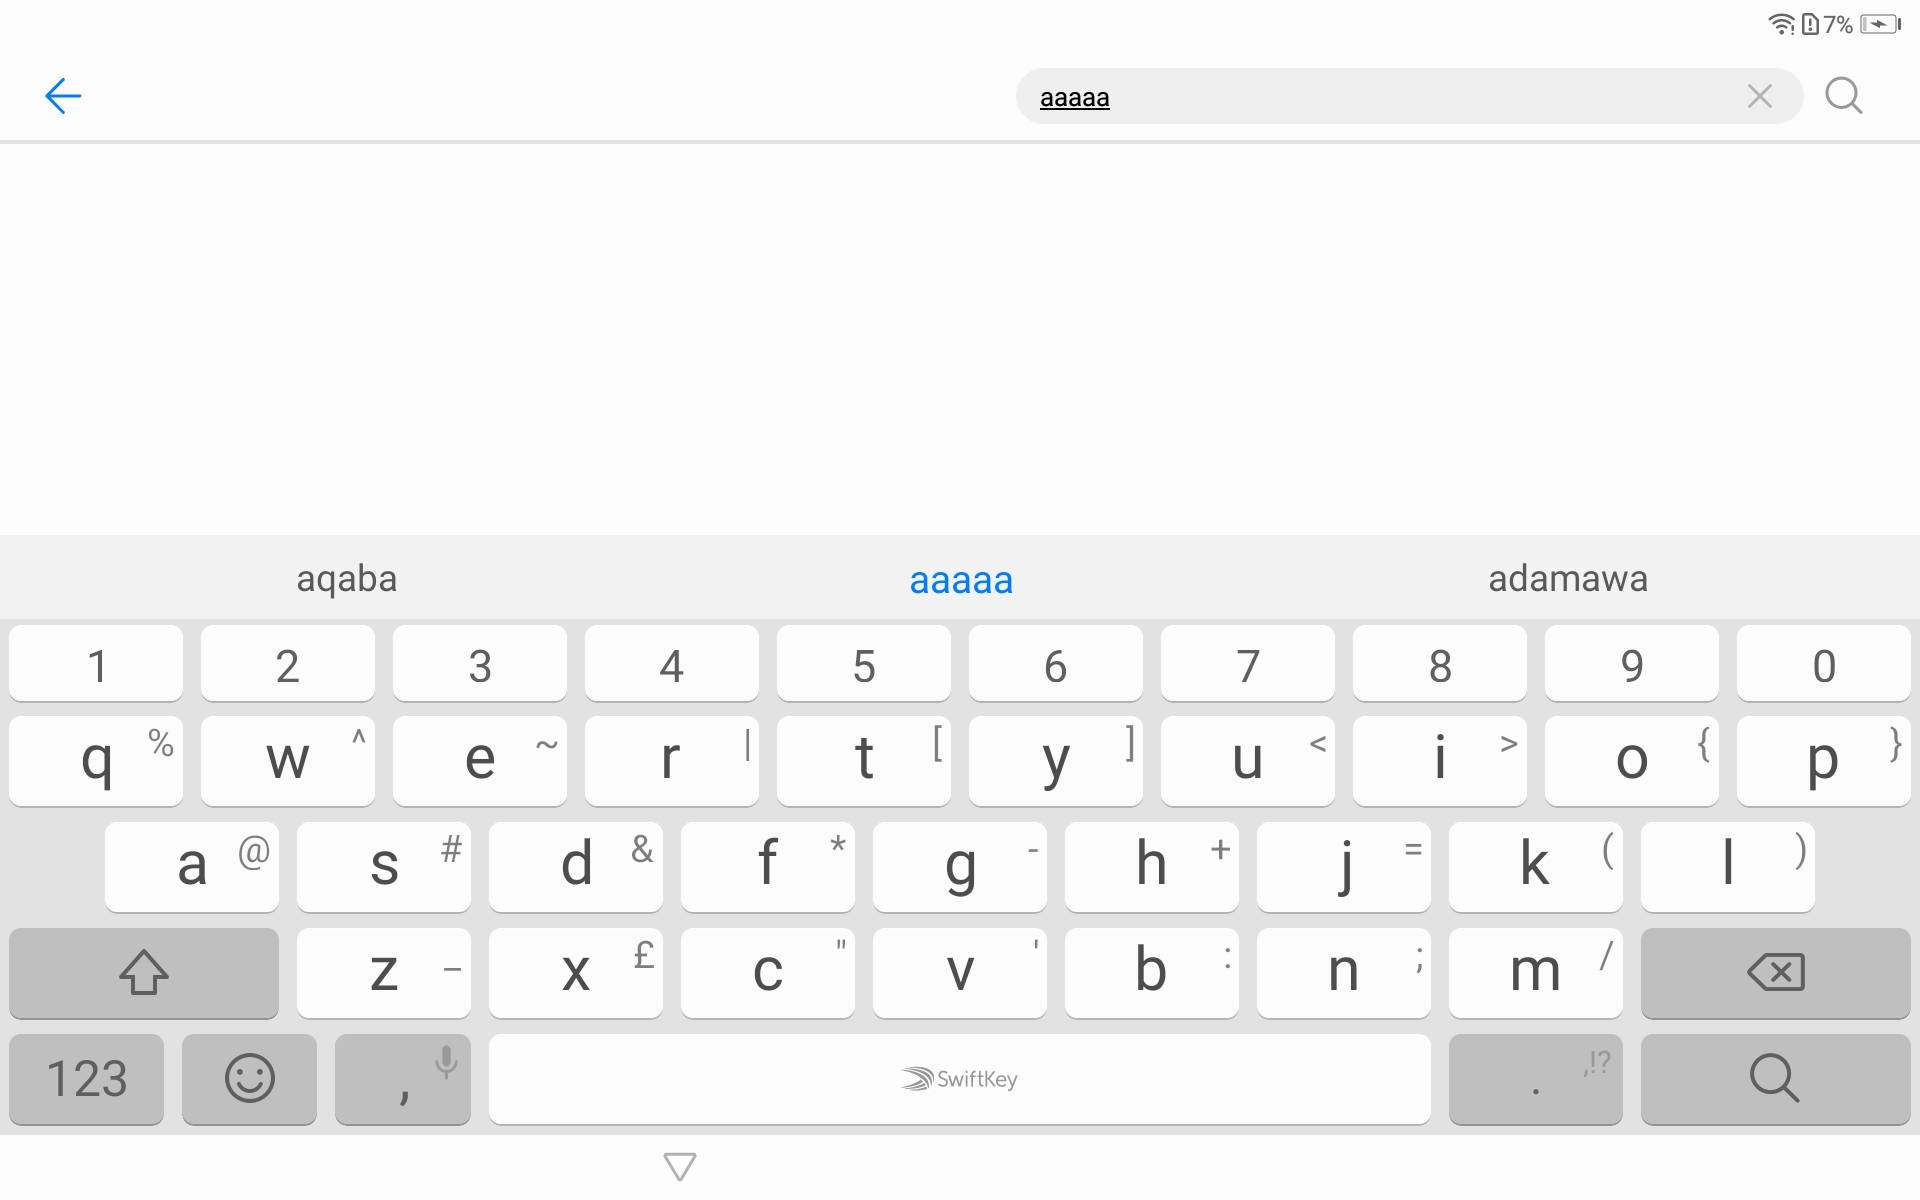 7%
aaaaa
aqaba aaaaa adamawa
1 2 3 4 5 6 7 8 9 0
q % w ^ e ~ r | t [ y ] u < i > o { p }
a @ s # d & f * g - h + j = k ( l )
z _ x £ c " v ' b : n ; m /
123 , SwiftKey . ,!?